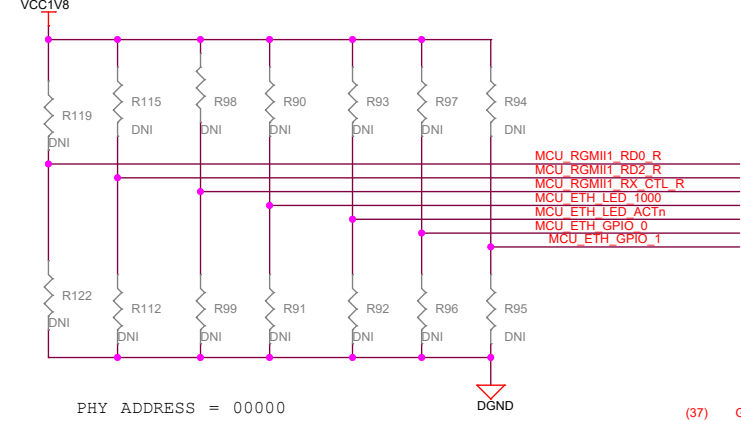 VCC1V8
R119
R115
R98
R90
R93
R97
R94
DNI
DNI
DNI
DNI
DNI
DNI
DNI
MCU_RGMII1_RD0_R
MCU_RGMII1_RD2_R
MCU_RGMII1_RX_CTL_R
MCU_ETH_LED_1000
MCU_ETH_LED_ACTn
MCU_ETH_GPIO_0
MCU_ETH_GPIO_1
R122
R112
R99
R91
R92
R96
R95
DNI
DNI
DNI
DNI
DNI
DNI
DNI
PHY ADDRESS = 00000
DGND
(37)